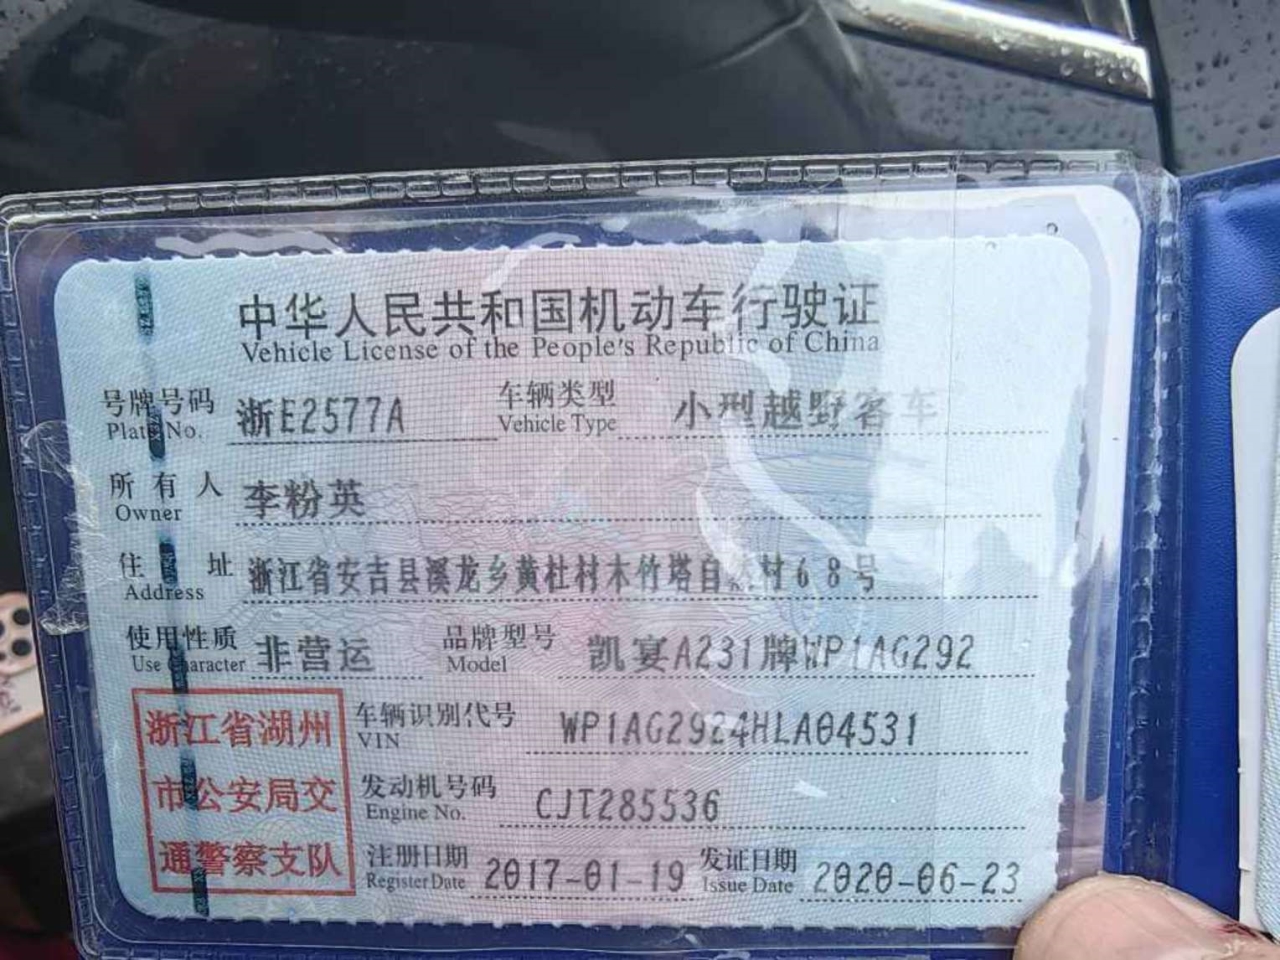 中华人民共和国机动车行驶证
Vehicle License of the People's Republic of China
号牌号码 浙E2577A 车辆类型 小型越野客车
Plate No. Vehicle Type
所有人 李粉英
Owner
住址 浙江省安吉县溪龙乡黄杜村木竹塔自然村68号
Address
使用性质 非营运 品牌型号 凯宴A231牌WP1AG292
Use Character Model
浙江省湖州
市公安局交
通警察支队
车辆识别代号 WP1AG2924HLA04531
VIN
发动机号码 CJT285536
Engine No.
注册日期 2017-01-19 发证日期 2020-06-23
Register Date Issue Date